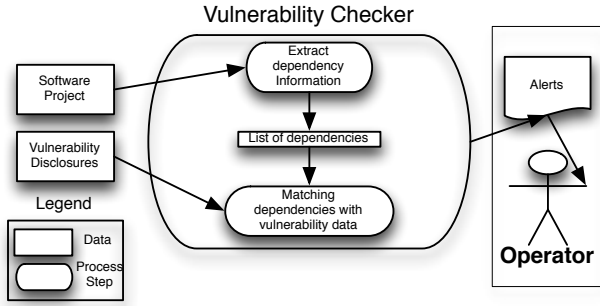 Vulnerability Checker
Software
Project
Vulnerability
Disclosures
Extract
dependency
Information
List of dependencies
Matching
dependencies with
vulnerability data
Alerts
Operator
Legend
Data
Process
Step